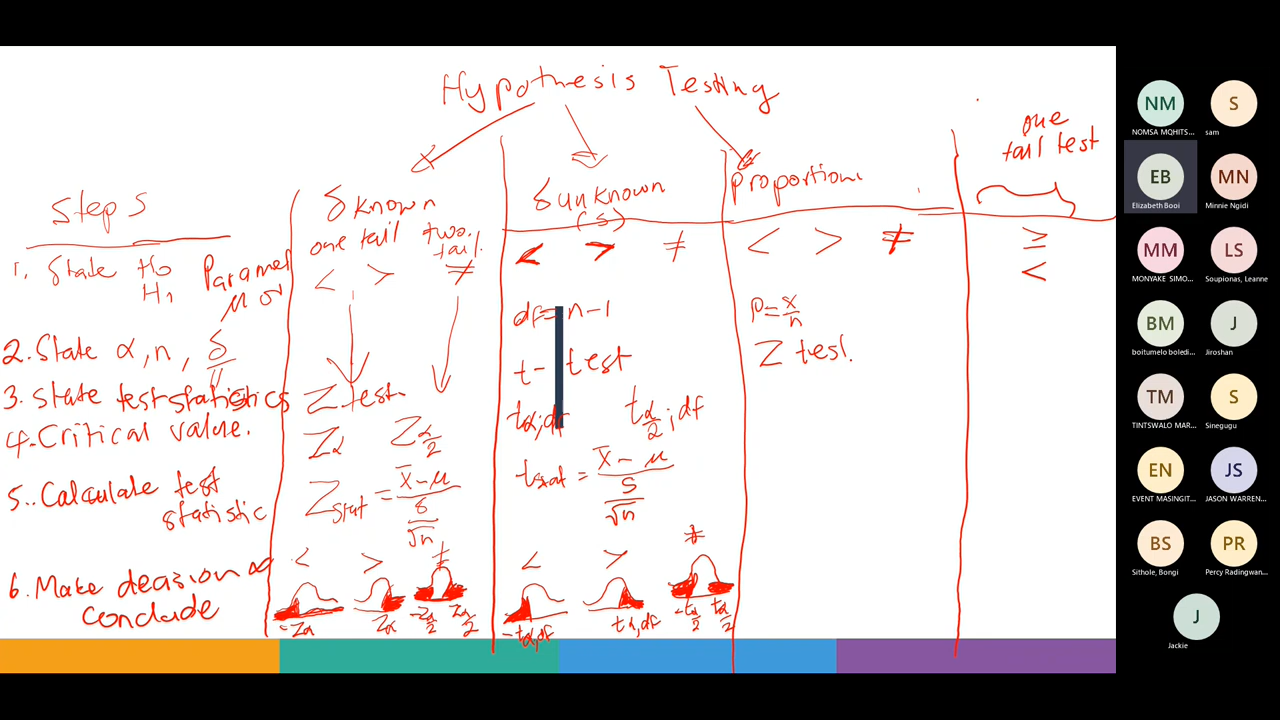 Hypothesis Testing
one
tail test
Steps
δ known
δ unknown
(s)
Proportion
one tail two.
tail.
< > ≠
< > ≠
< > ≠
≥
<
1. State H0
H1
Paramet
μ or
df = n-1
P = x/n
2. State α, n, δ
t- test
Z test.
3. State test statistics
Z test
4. Critical value.
Zα Zα/2
tα;df tα/2;df
5.. Calculate test
statistic
Zstat = x̄-μ / δ/√n
tstat = x̄-μ / s/√n
6. Make decision &
conclude
< > ≠
< > ≠
-Zα Zα -Zα/2 Zα/2
-tα,df tα,df -tα/2 tα/2
NM
NOMSA MQHITS...
S
sam
EB
Elizabeth Booi
MN
Minnie Ngidi
MM
MONYAKE SIMO...
LS
Soupionas, Leanne
BM
boitumelo boledi...
J
Jiroshan
TM
TINTSWALO MAR...
S
Sinegugu
EN
EVENT MASINGIT...
JS
JASON WARREN...
BS
Sithole, Bongi
PR
Percy Radingwan...
J
Jackie